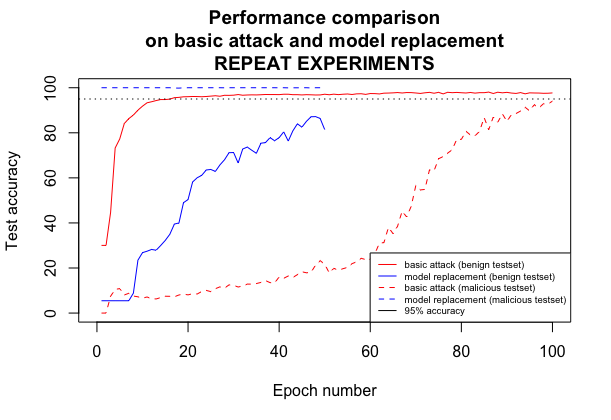 Performance comparison
on basic attack and model replacement
REPEAT EXPERIMENTS
Test accuracy
100
80
60
40
20
0
basic attack (benign testset)
model replacement (benign testset)
basic attack (malicious testset)
model replacement (malicious testset)
95% accuracy
0 20 40 60 80 100
Epoch number